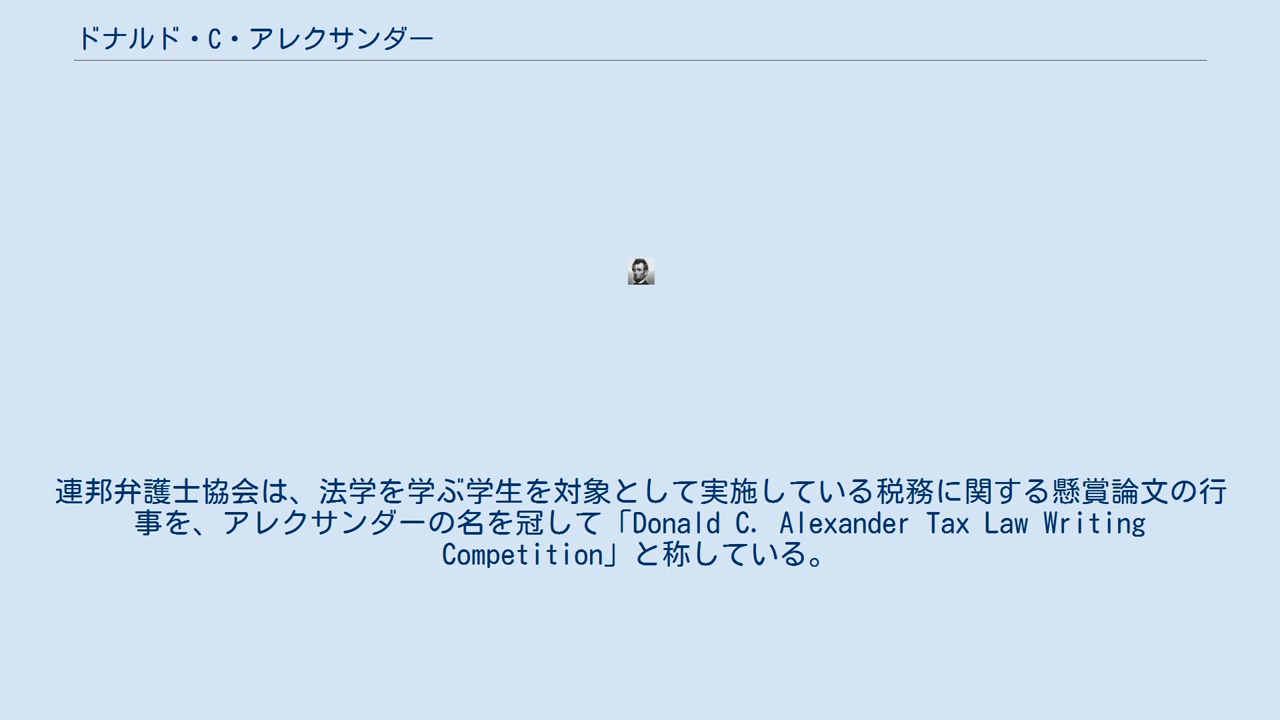 ドナルド・C・アレクサンダー
連邦弁護士協会は、法学を学ぶ学生を対象として実施している税務に関する懸賞論文の行
事を、アレクサンダーの名を冠して「Donald C. Alexander Tax Law Writing
Competition」と称している。